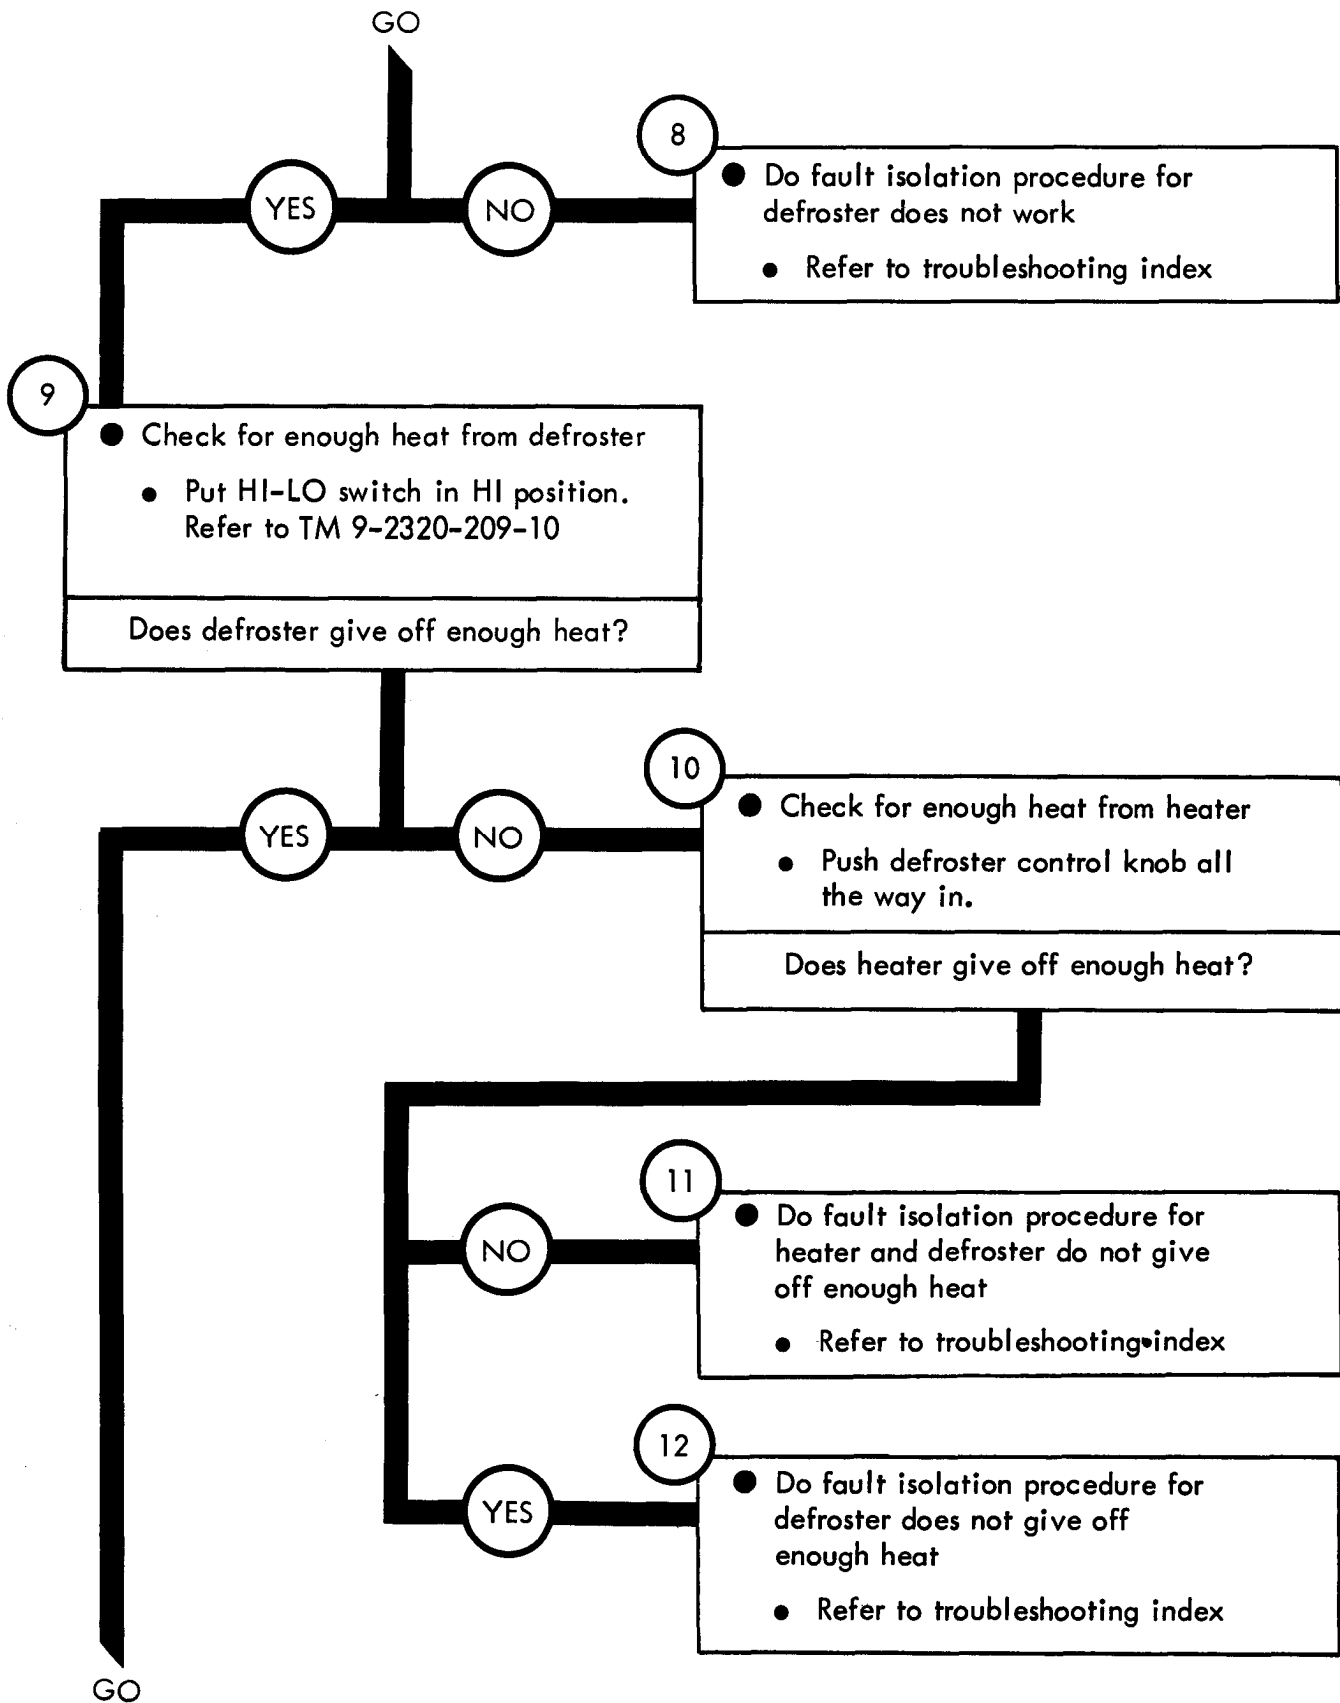 GO
YES
NO
8
● Do fault isolation procedure for
defroster does not work
● Refer to troubleshooting index
9
● Check for enough heat from defroster
● Put HI-LO switch in HI position.
Refer to TM 9-2320-209-10
Does defroster give off enough heat?
YES
NO
10
● Check for enough heat from heater
● Push defroster control knob all
the way in.
Does heater give off enough heat?
NO
11
● Do fault isolation procedure for
heater and defroster do not give
off enough heat
● Refer to troubleshooting index
YES
12
● Do fault isolation procedure for
defroster does not give off
enough heat
● Refer to troubleshooting index
GO